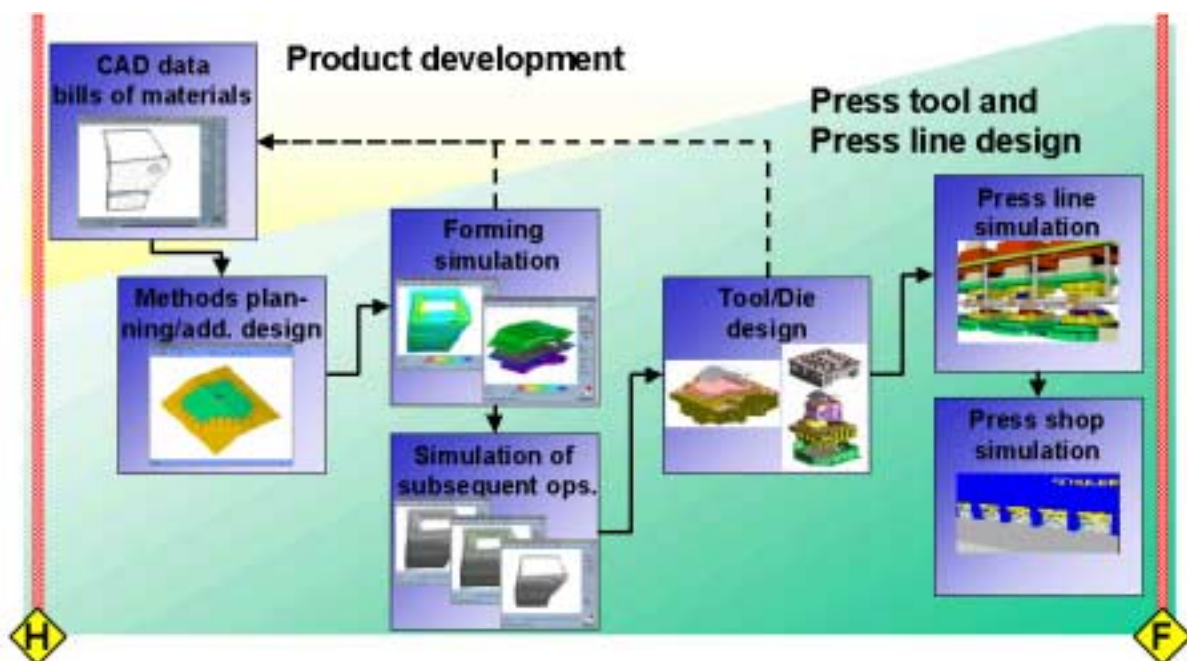 CAD data
bills of materials
Product development
Press tool and
Press line design
Methods plan-
ning/add. design
Forming
simulation
Simulation of
subsequent ops.
Tool/Die
design
Press line
simulation
Press shop
simulation
H
F